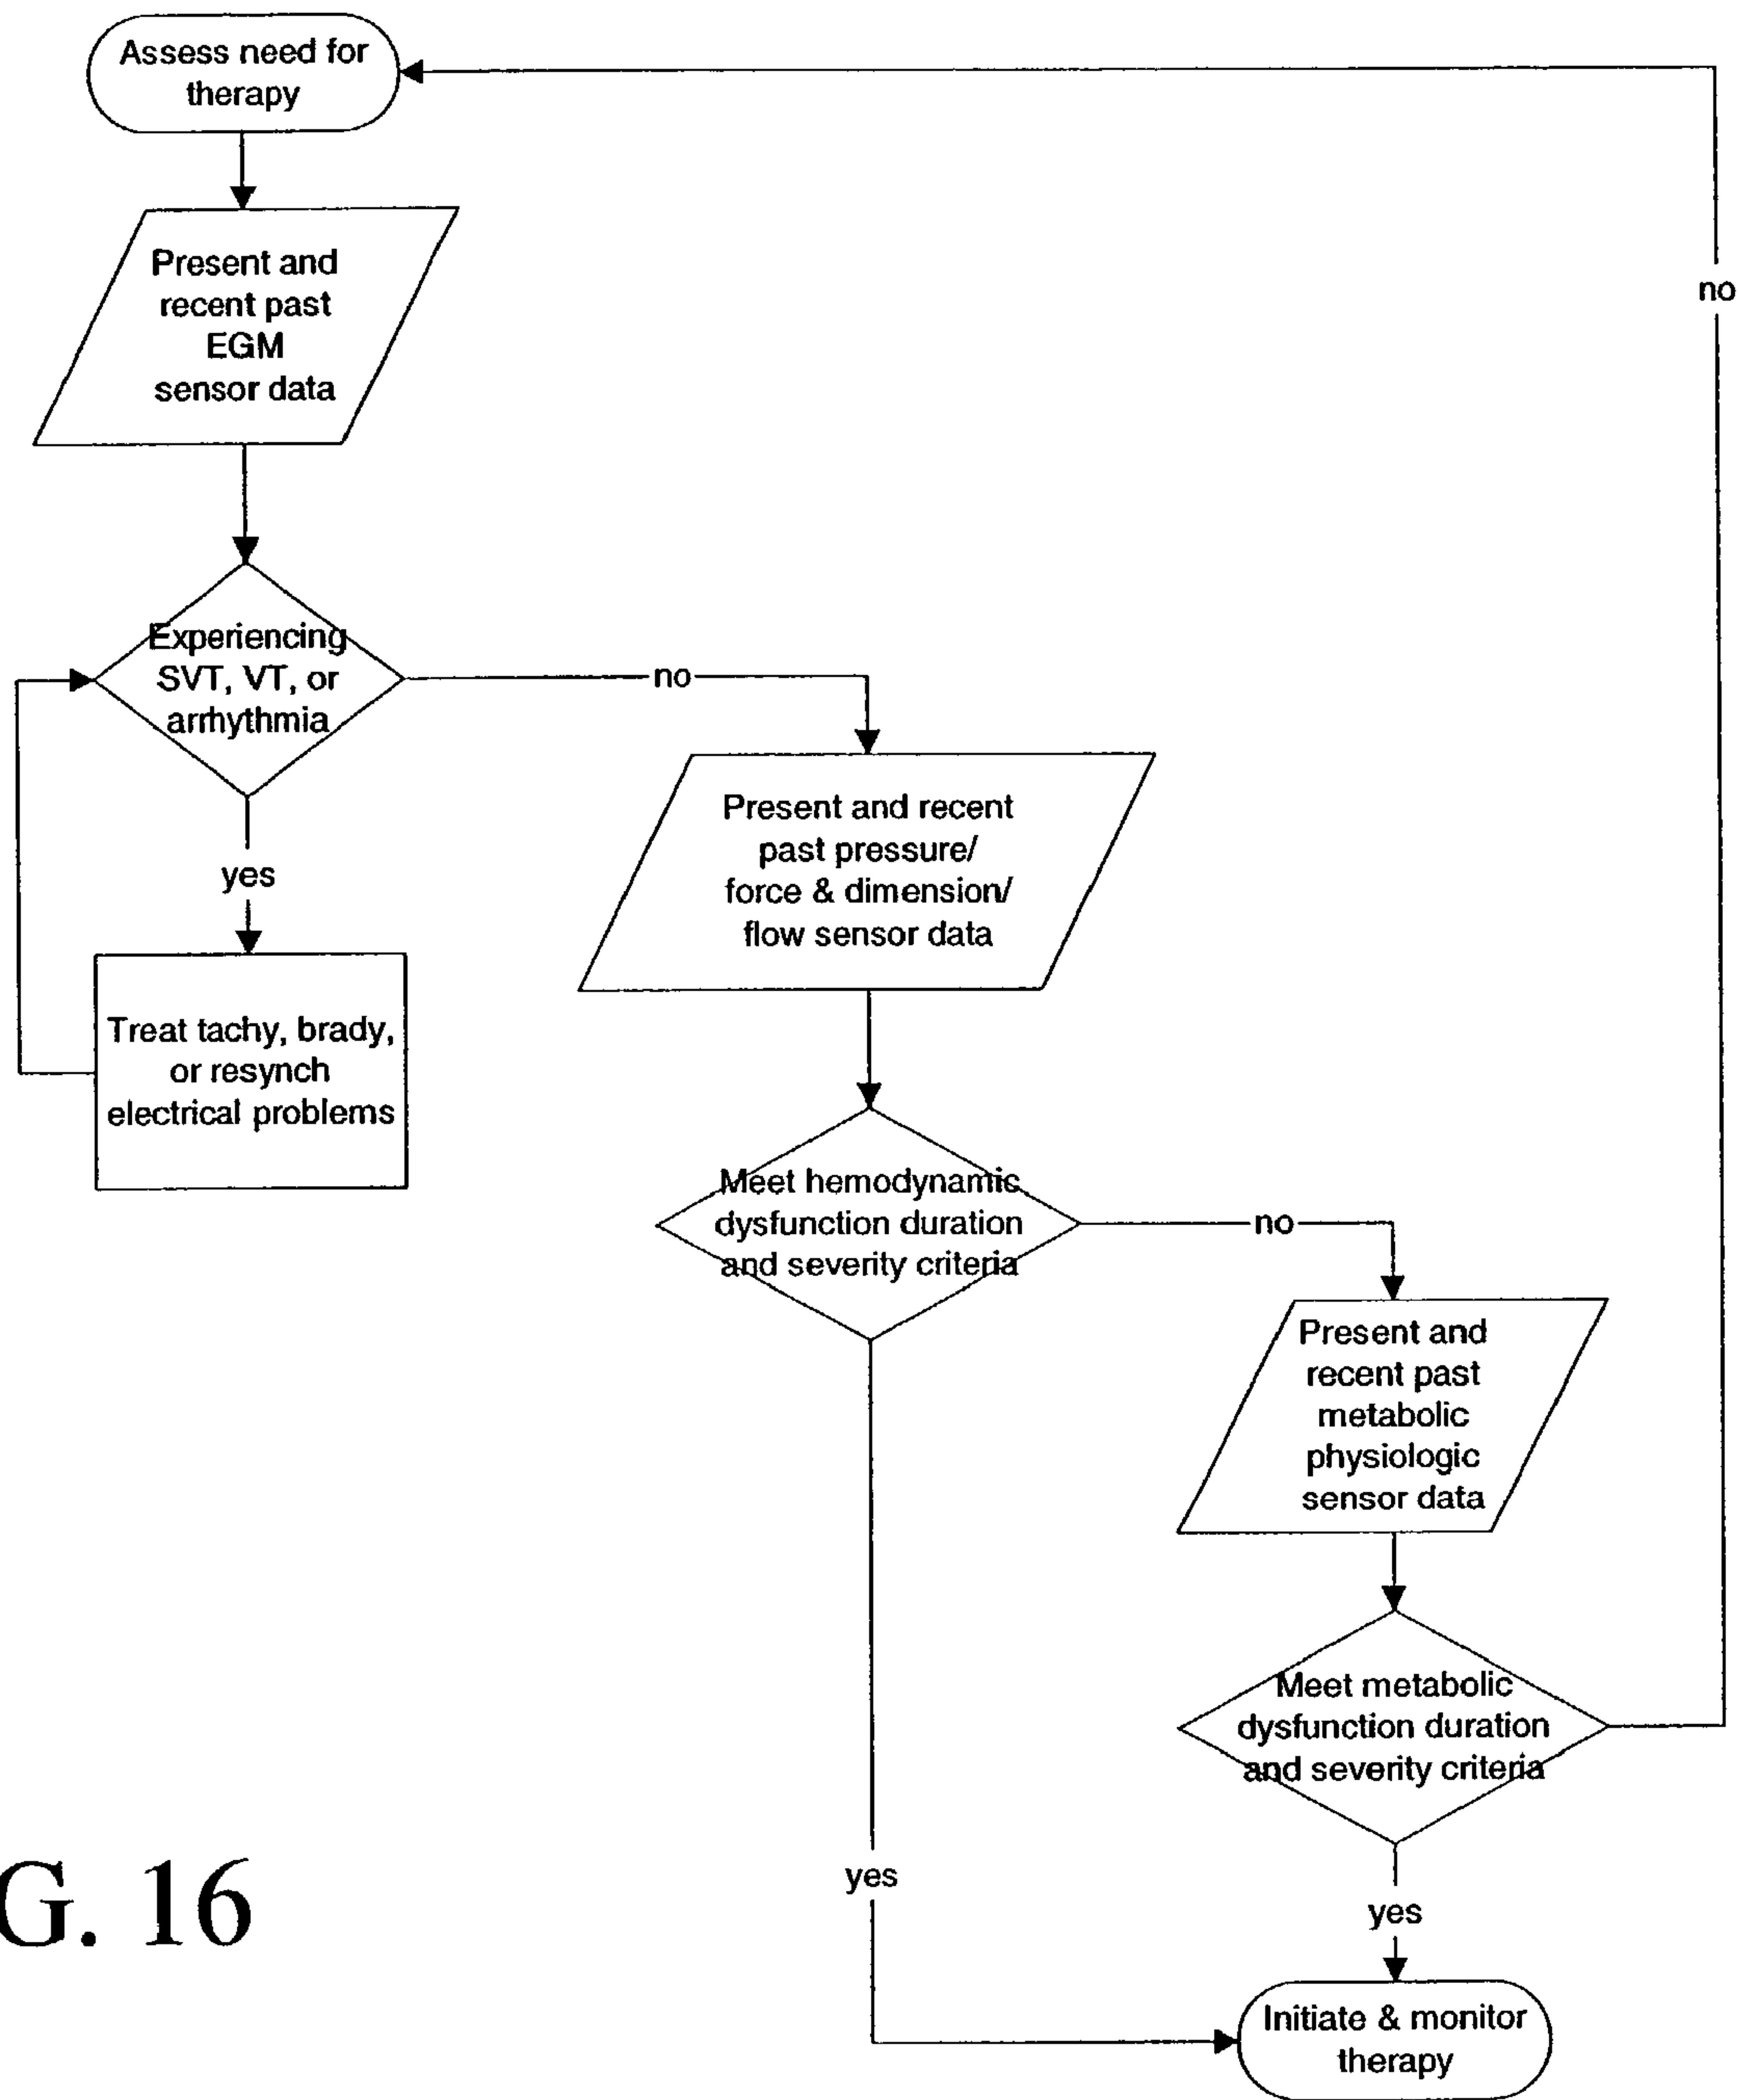 Assess need for
therapy
Present and
recent past
EGM
sensor data
Experiencing
SVT, VT, or
arrhythmia
no
yes
Treat tachy, brady,
or resynch
electrical problems
Present and recent
past pressure/
force & dimension/
flow sensor data
Meet hemodynamic
dysfunction duration
and severity criteria
no
yes
Present and
recent past
metabolic
physiologic
sensor data
Meet metabolic
dysfunction duration
and severity criteria
no
yes
Initiate & monitor
therapy
G. 16